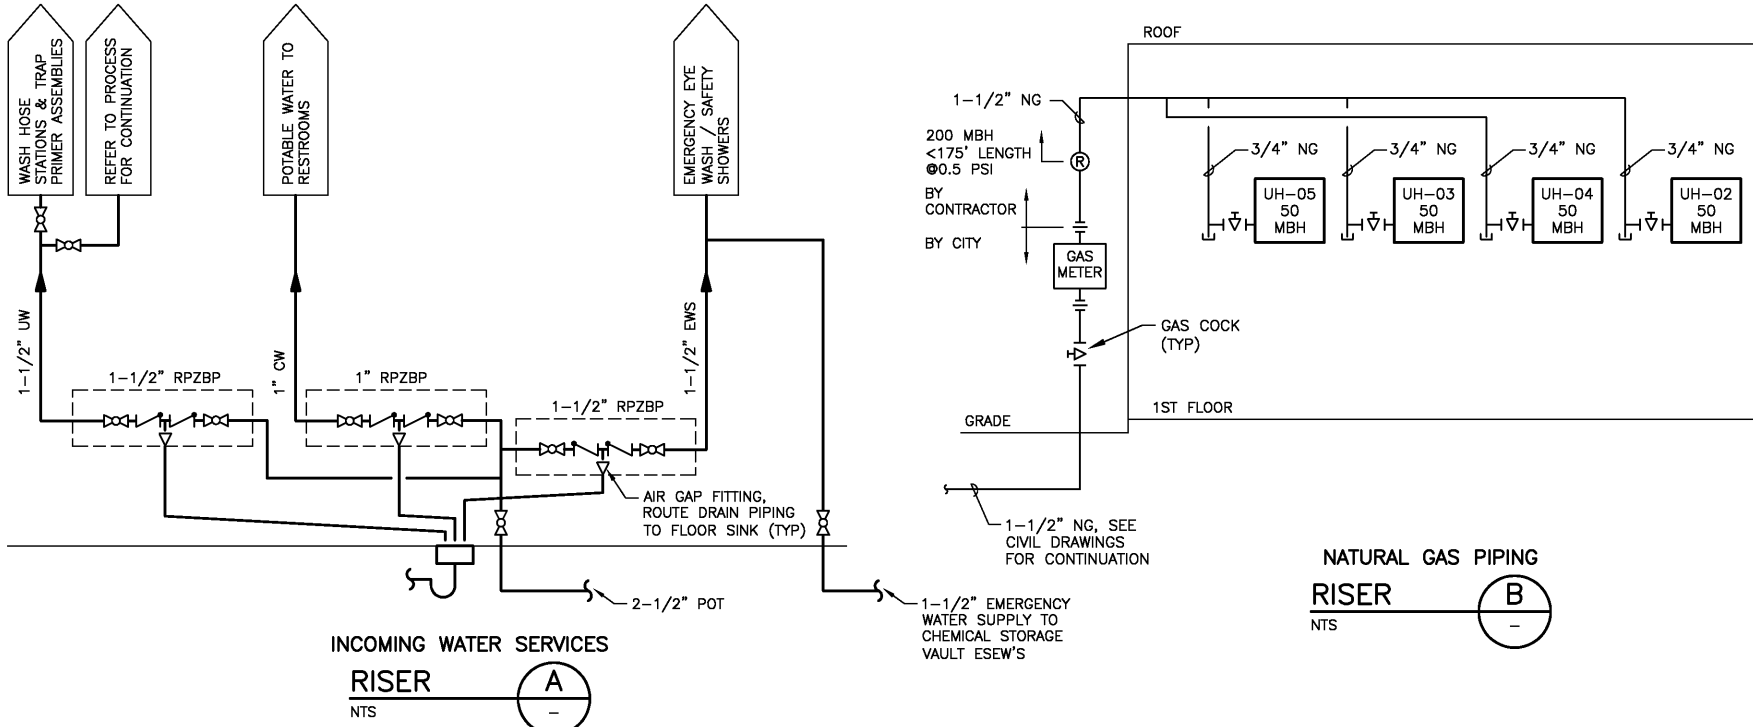 WASH HOSE
STATIONS & TRAP
PRIMER ASSEMBLIES
REFER TO PROCESS
FOR CONTINUATION
POTABLE WATER TO
RESTROOMS
EMERGENCY EYE
WASH / SAFETY
SHOWERS
1-1/2" UW
1" CW
1-1/2" EWS
1-1/2" RPZBP
1" RPZBP
1-1/2" RPZBP
AIR GAP FITTING,
ROUTE DRAIN PIPING
TO FLOOR SINK (TYP)
2-1/2" POT
1-1/2" EMERGENCY
WATER SUPPLY TO
CHEMICAL STORAGE
VAULT ESEW'S
INCOMING WATER SERVICES
RISER
A
-
NTS
ROOF
1-1/2" NG
200 MBH
<175' LENGTH
@0.5 PSI
R
BY
CONTRACTOR
BY CITY
GAS
METER
3/4" NG
3/4" NG
3/4" NG
3/4" NG
UH-05
50
MBH
UH-03
50
MBH
UH-04
50
MBH
UH-02
50
MBH
GAS COCK
(TYP)
GRADE
1ST FLOOR
1-1/2" NG, SEE
CIVIL DRAWINGS
FOR CONTINUATION
NATURAL GAS PIPING
RISER
B
-
NTS